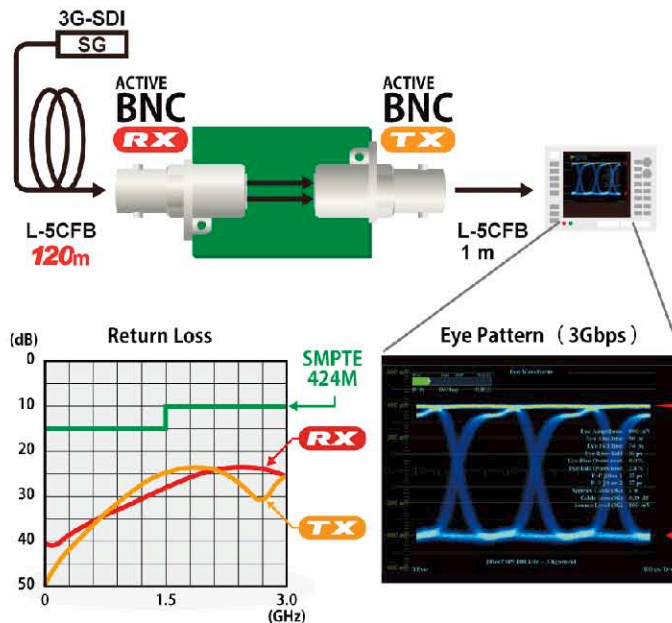 3G-SDI
SG
ACTIVE
BNC
RX
ACTIVE
BNC
TX
L-5CFB
120m
L-5CFB
1 m
Return Loss
(dB)
0
10
20
30
40
50
SMPTE
424M
RX
TX
0
1.5
3.0
(GHz)
Eye Pattern ( 3Gbps )